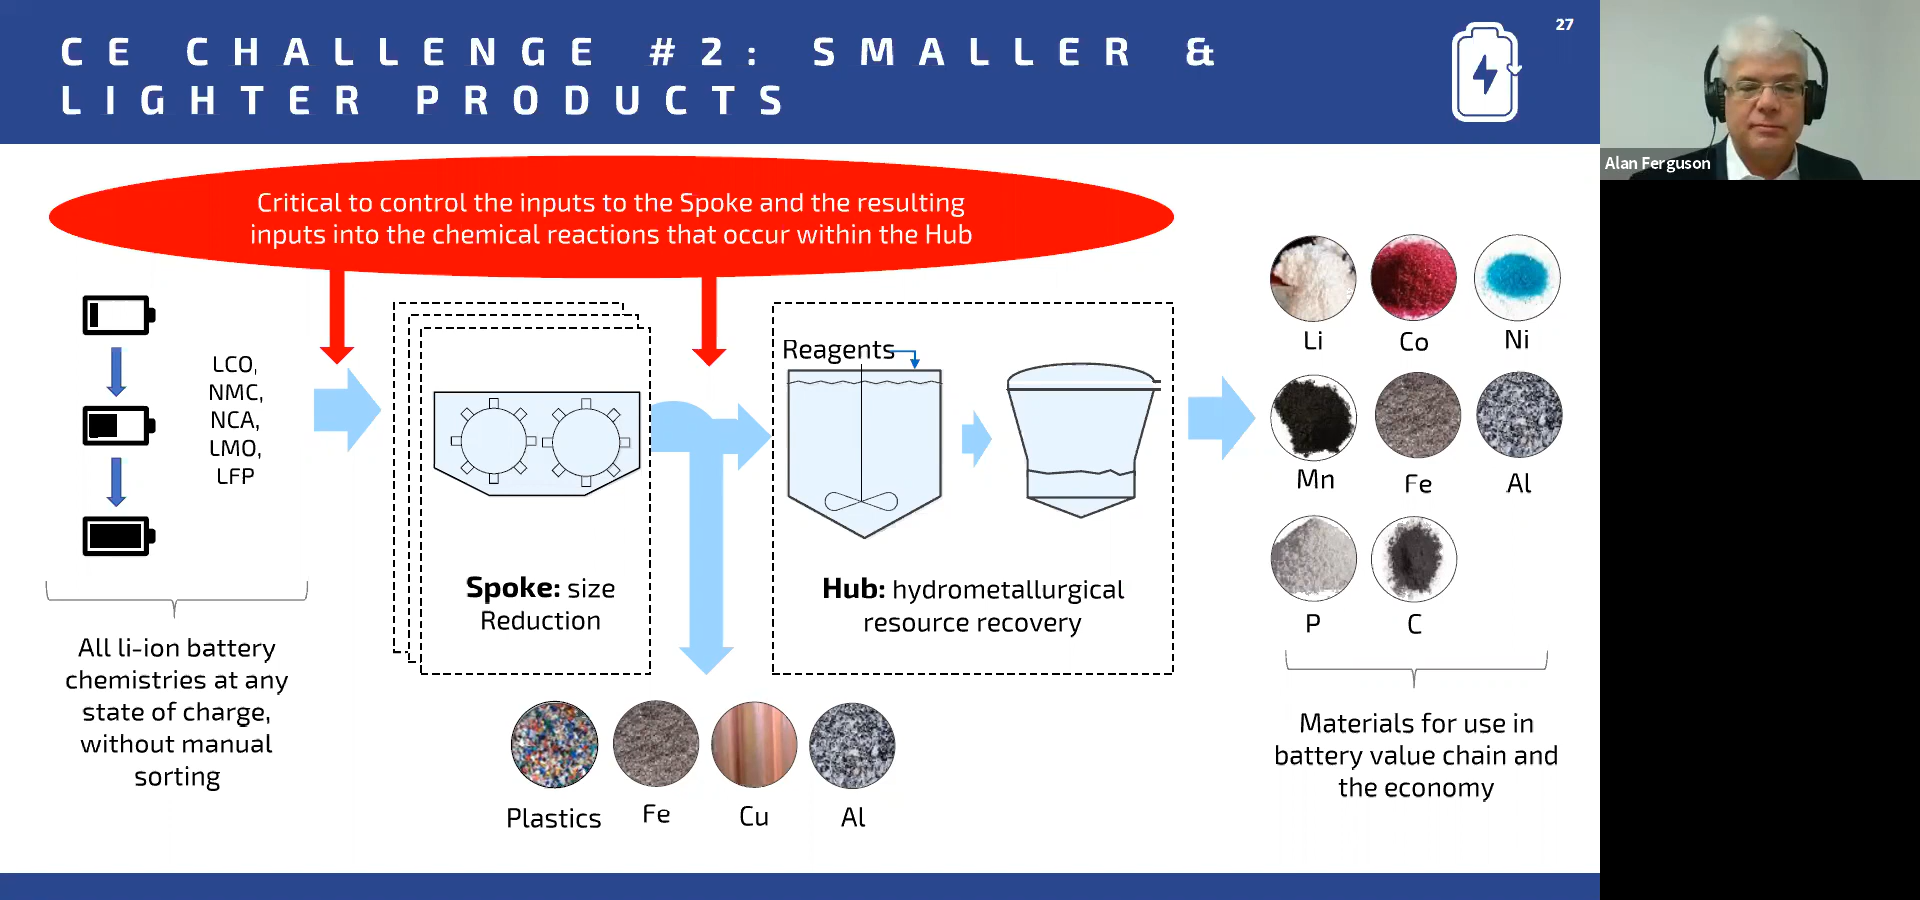 CE CHALLENGE #2: SMALLER &
LIGHTER PRODUCTS
27
Alan Ferguson
Critical to control the inputs to the Spoke and the resulting
inputs into the chemical reactions that occur within the Hub
LCO,
NMC,
NCA,
LMO,
LFP
All li-ion battery
chemistries at any
state of charge,
without manual
sorting
Spoke: size
Reduction
Reagents
Hub: hydrometallurgical
resource recovery
Plastics
Fe
Cu
Al
Li
Co
Ni
Mn
Fe
Al
P
C
Materials for use in
battery value chain and
the economy